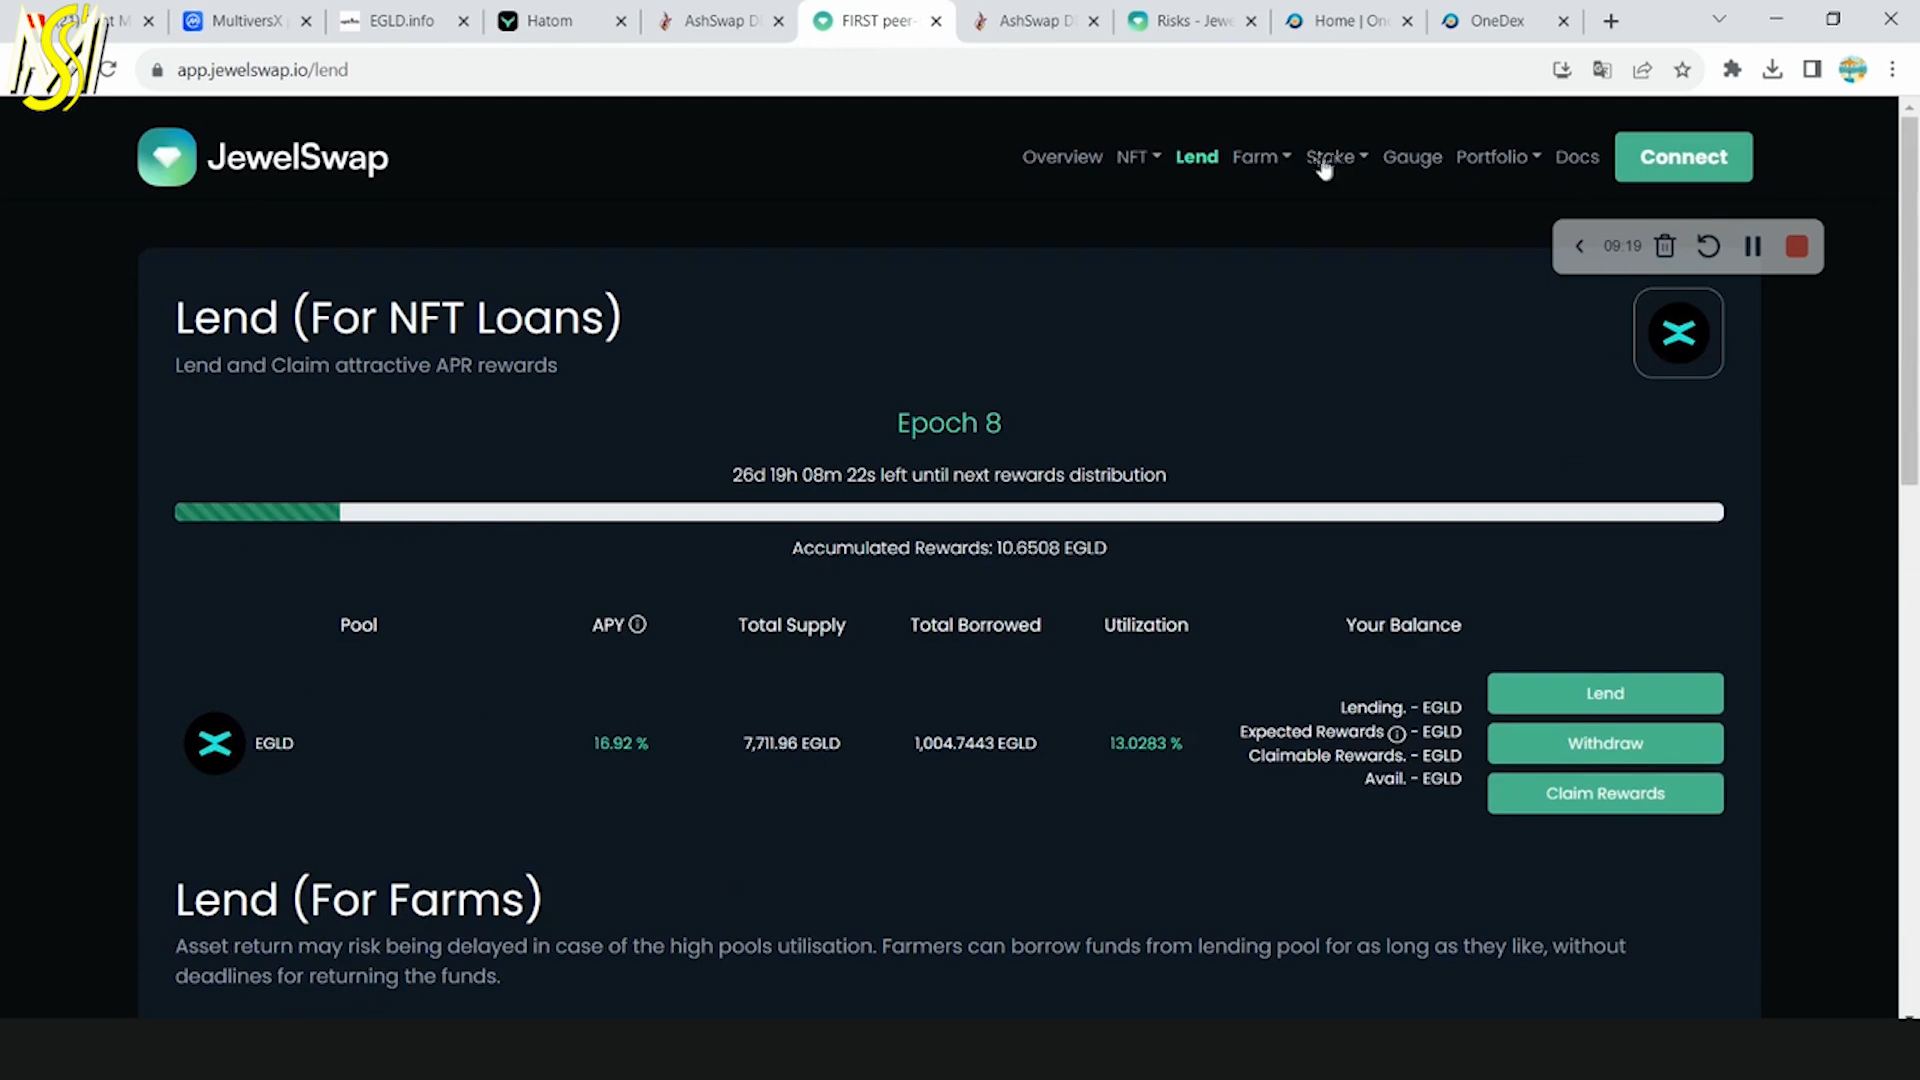 MultiversX
EGLD.info
Hatom
AshSwap D
FIRST peer-
AshSwap D
Risks - Jewe
Home | On
OneDex
app.jewelswap.io/lend
JewelSwap
Overview NFT Lend Farm Stake Gauge Portfolio Docs Connect
09:19
Lend (For NFT Loans)
Lend and Claim attractive APR rewards
Epoch 8
26d 19h 08m 22s left until next rewards distribution
Accumulated Rewards: 10.6508 EGLD
Pool APY Total Supply Total Borrowed Utilization Your Balance
EGLD 16.92 % 7,711.96 EGLD 1,004.7443 EGLD 13.0283 %
Lending. - EGLD
Expected Rewards - EGLD
Claimable Rewards. - EGLD
Avail. - EGLD
Lend
Withdraw
Claim Rewards
Lend (For Farms)
Asset return may risk being delayed in case of the high pools utilisation. Farmers can borrow funds from lending pool for as long as they like, without
deadlines for returning the funds.